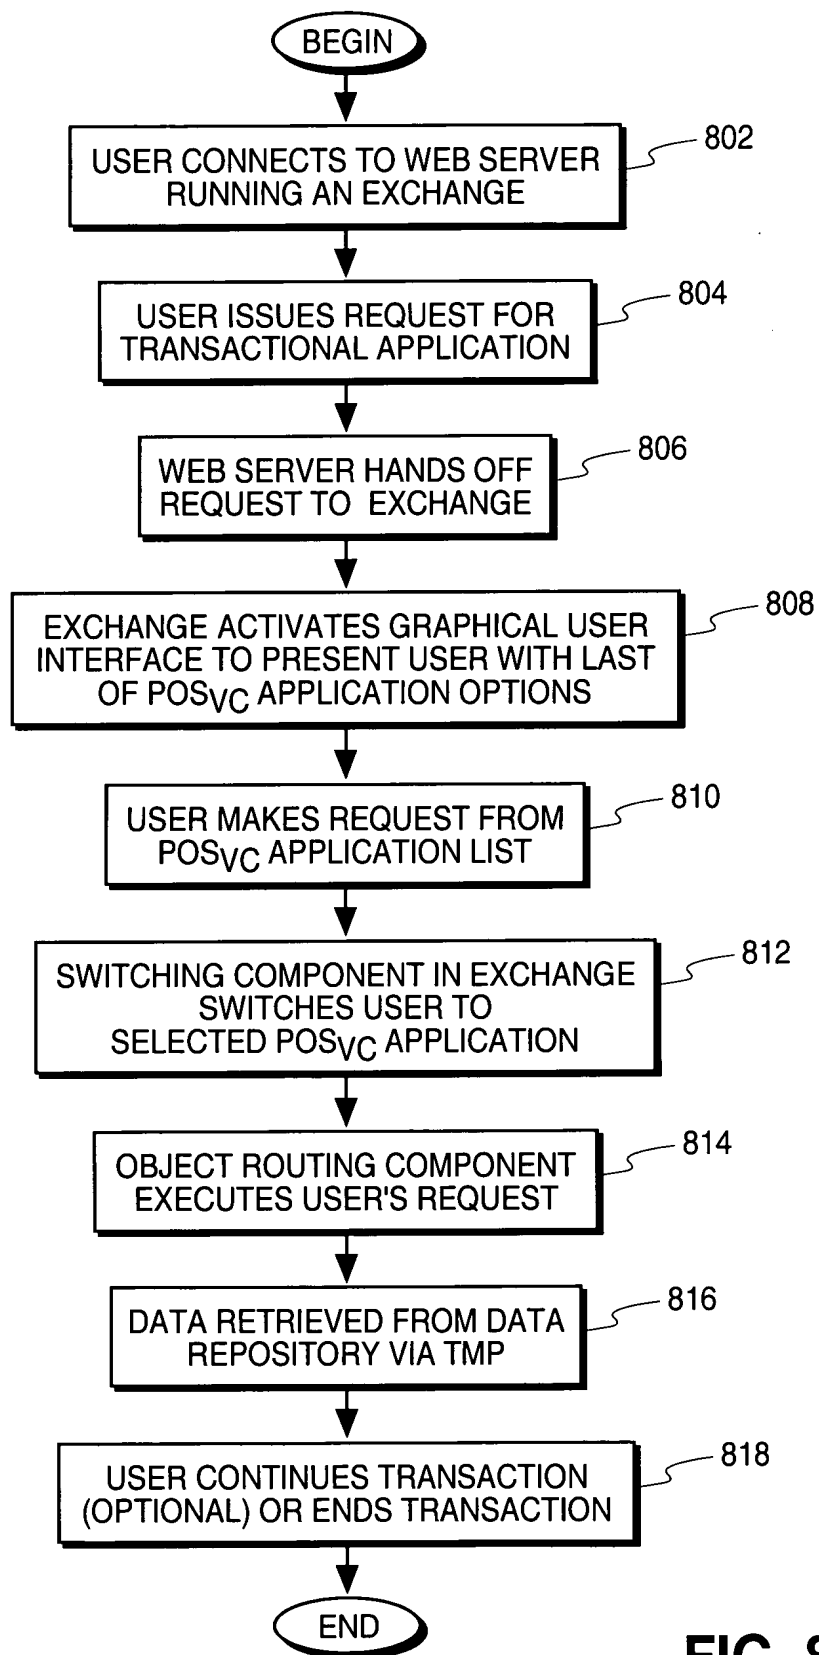 BEGIN
USER CONNECTS TO WEB SERVER
RUNNING AN EXCHANGE
802
USER ISSUES REQUEST FOR
TRANSACTIONAL APPLICATION
804
WEB SERVER HANDS OFF
REQUEST TO EXCHANGE
806
EXCHANGE ACTIVATES GRAPHICAL USER
INTERFACE TO PRESENT USER WITH LAST
OF POSVC APPLICATION OPTIONS
808
USER MAKES REQUEST FROM
POSVC APPLICATION LIST
810
SWITCHING COMPONENT IN EXCHANGE
SWITCHES USER TO
SELECTED POSVC APPLICATION
812
OBJECT ROUTING COMPONENT
EXECUTES USER'S REQUEST
814
DATA RETRIEVED FROM DATA
REPOSITORY VIA TMP
816
USER CONTINUES TRANSACTION
(OPTIONAL) OR ENDS TRANSACTION
818
END
FIG. 8